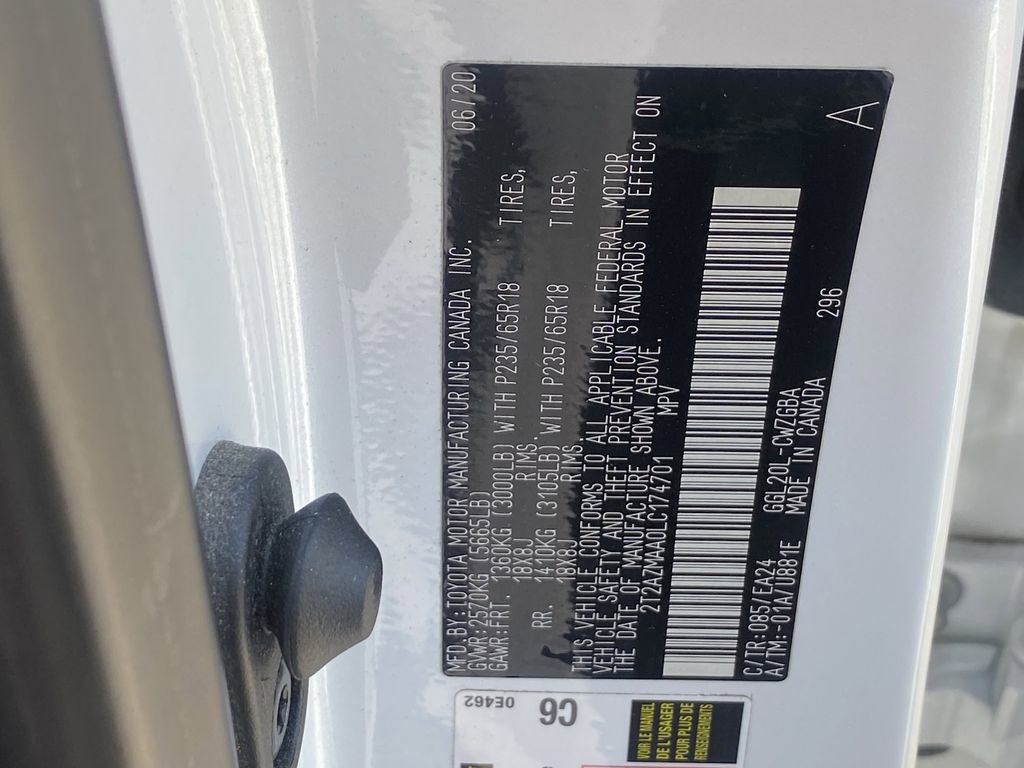 MFD BY:TOYOTA MOTOR MANUFACTURING CANADA INC. 06/20
GVWR:2570KG (5665LB)
GAWR:FRT. 1360KG (3000LB) WITH P235/65R18 TIRES,
18X8J RIMS.
RR. 1410KG (3105LB) WITH P235/65R18 TIRES,
18X8J RIMS.
THIS VEHICLE CONFORMS TO ALL APPLICABLE FEDERAL MOTOR
VEHICLE SAFETY AND THEFT PREVENTION STANDARDS IN EFFECT ON
THE DATE OF MANUFACTURE SHOWN ABOVE.
2T2AAMAA0LC174701 MPV
C/TR:085/EA24 GGL20L-CWZGBA 296 A
A/TM:-01A/U881E MADE IN CANADA
0E462
C6
VOIR LE MANUEL
DE L'USAGER
POUR PLUS DE
RENSEIGNEMENTS